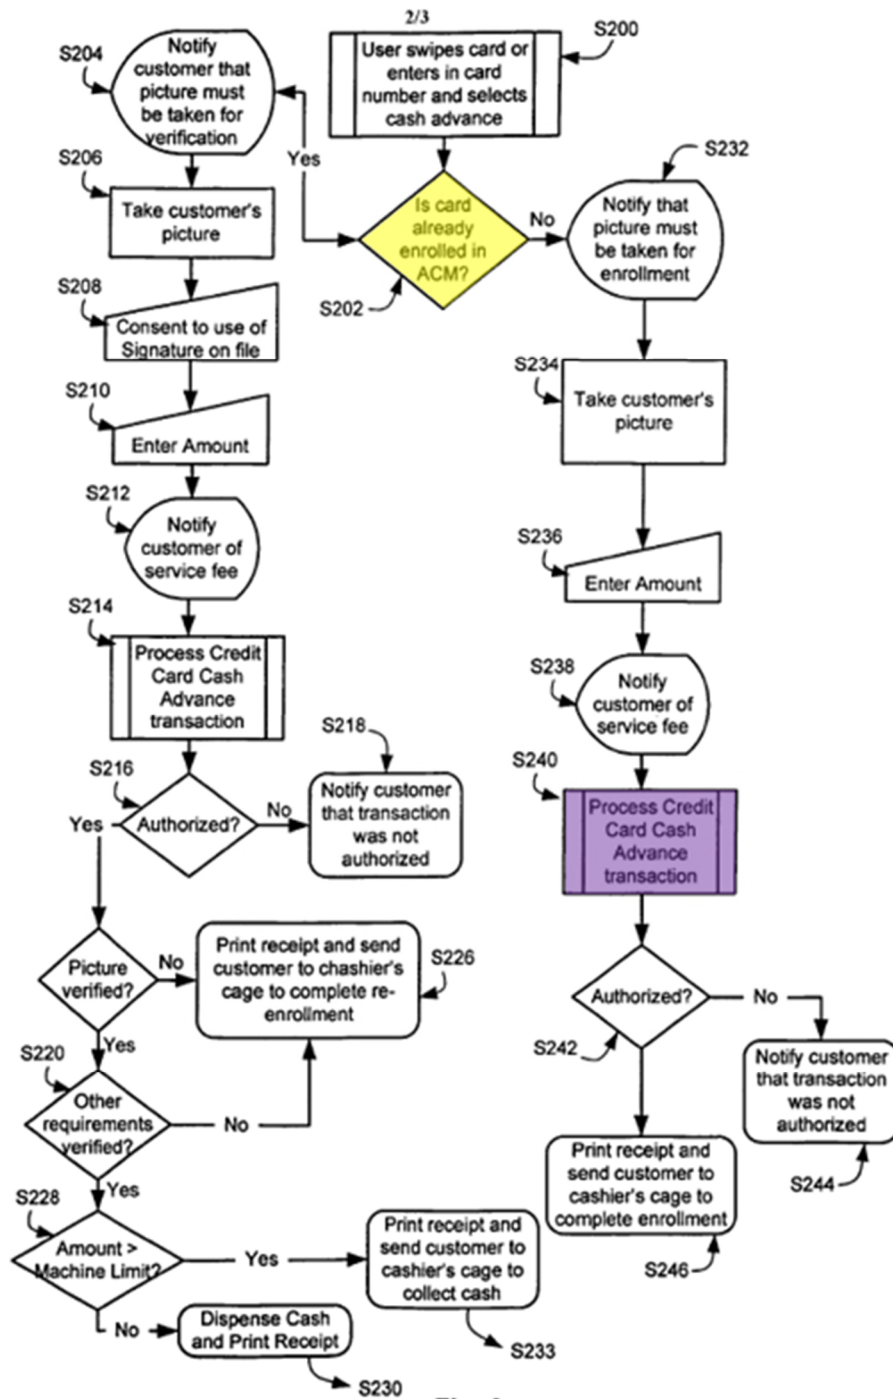 2/3
S200
User swipes card or
enters in card
number and selects
cash advance
S204
Notify
customer that
picture must
be taken for
verification
Yes
S206
Take customer's
picture
S208
Consent to use of
Signature on file
S210
Enter Amount
S212
Notify
customer of
service fee
S214
Process Credit
Card Cash
Advance
transaction
S216
Authorized?
Yes
No
S218
Notify customer
that transaction
was not
authorized
Picture
verified?
No
Yes
Print receipt and send
customer to chashier's
cage to complete re-
enrollment
S226
S220
Other
requirements
verified?
No
Yes
S228
Amount >
Machine Limit?
Yes
Print receipt and
send customer to
cashier's cage to
collect cash
S233
No
Dispense Cash
and Print Receipt
S230
Is card
already
enrolled in
ACM?
S202
No
S232
Notify that
picture must
be taken for
enrollment
S234
Take customer's
picture
S236
Enter Amount
S238
Notify
customer of
service fee
S240
Process Credit
Card Cash
Advance
transaction
Authorized?
S242
No
Notify customer
that transaction
was not
authorized
S244
Print receipt and
send customer to
cashier's cage to
complete enrollment
S246